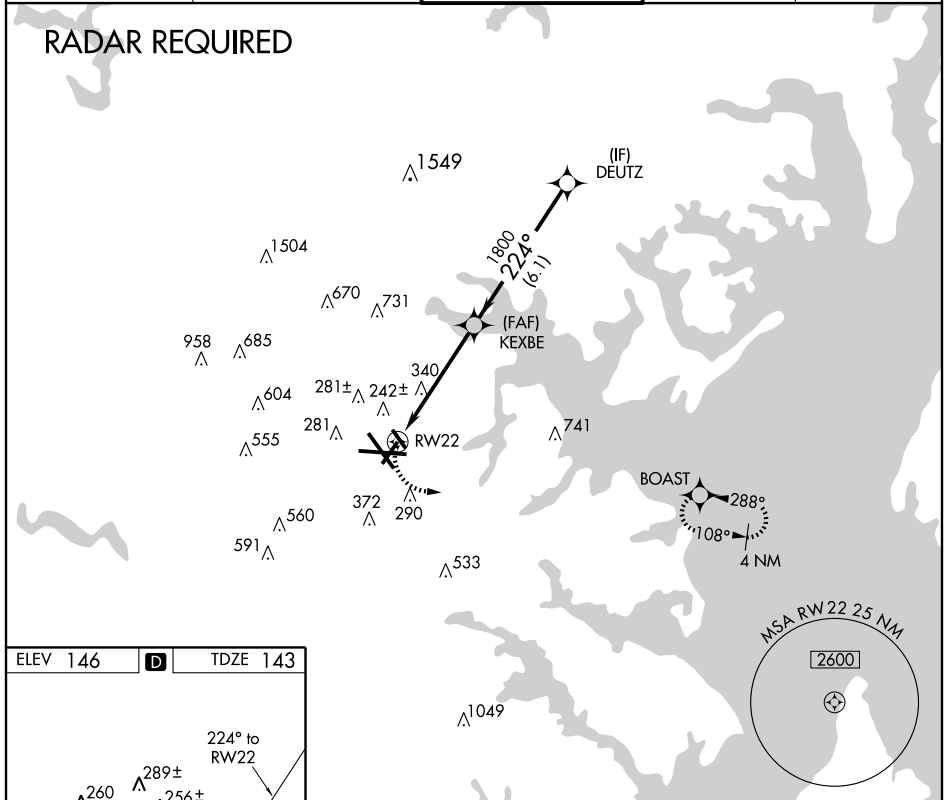 RADAR REQUIRED
1549
(IF)
DEUTZ
1504
1800
224°
(6.1)
670
731
(FAF)
KEXBE
958
685
340
281±
242±
604
281
RW22
741
555
BOAST
288°
372
290
108°
560
4 NM
591
533
MSA RW22 25 NM
2600
ELEV 146
D
TDZE 143
1049
224° to
RW22
289±
260
256±